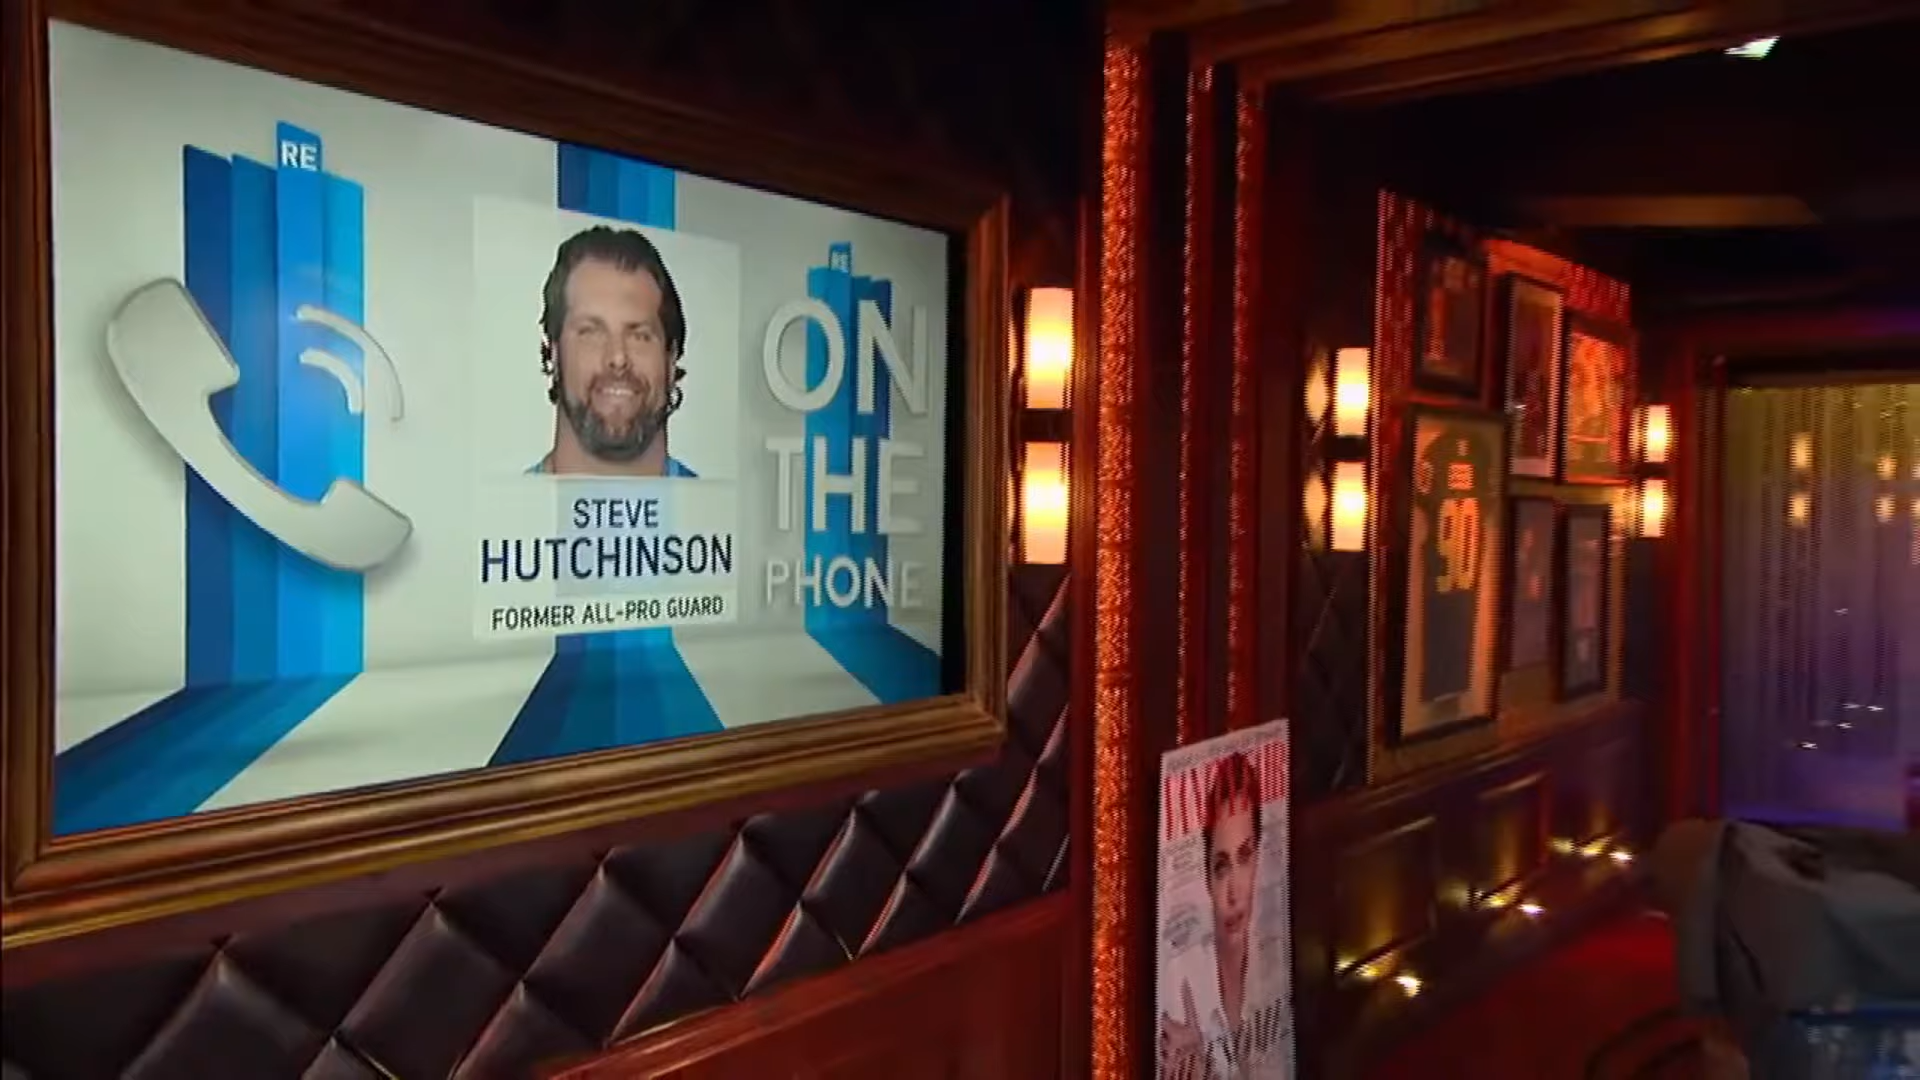 RE
STEVE
HUTCHINSON
FORMER ALL-PRO GUARD
RE
ON
THE
PHONE
90